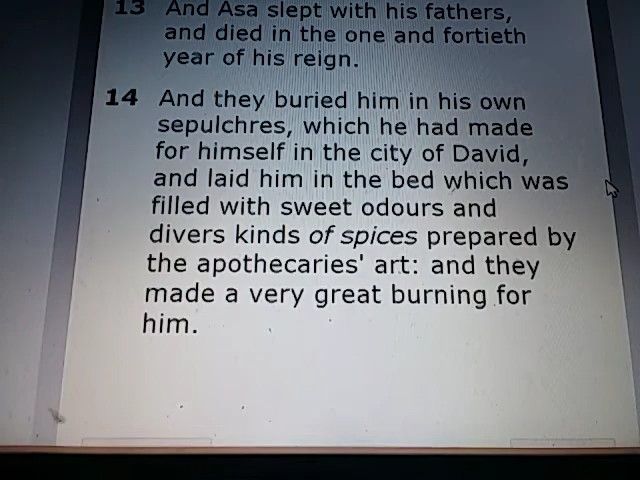 13 And Asa slept with his fathers,
and died in the one and fortieth
year of his reign.
14 And they buried him in his own
sepulchres, which he had made
for himself in the city of David,
and laid him in the bed which was
filled with sweet odours and
divers kinds of spices prepared by
the apothecaries' art: and they
made a very great burning for
him.